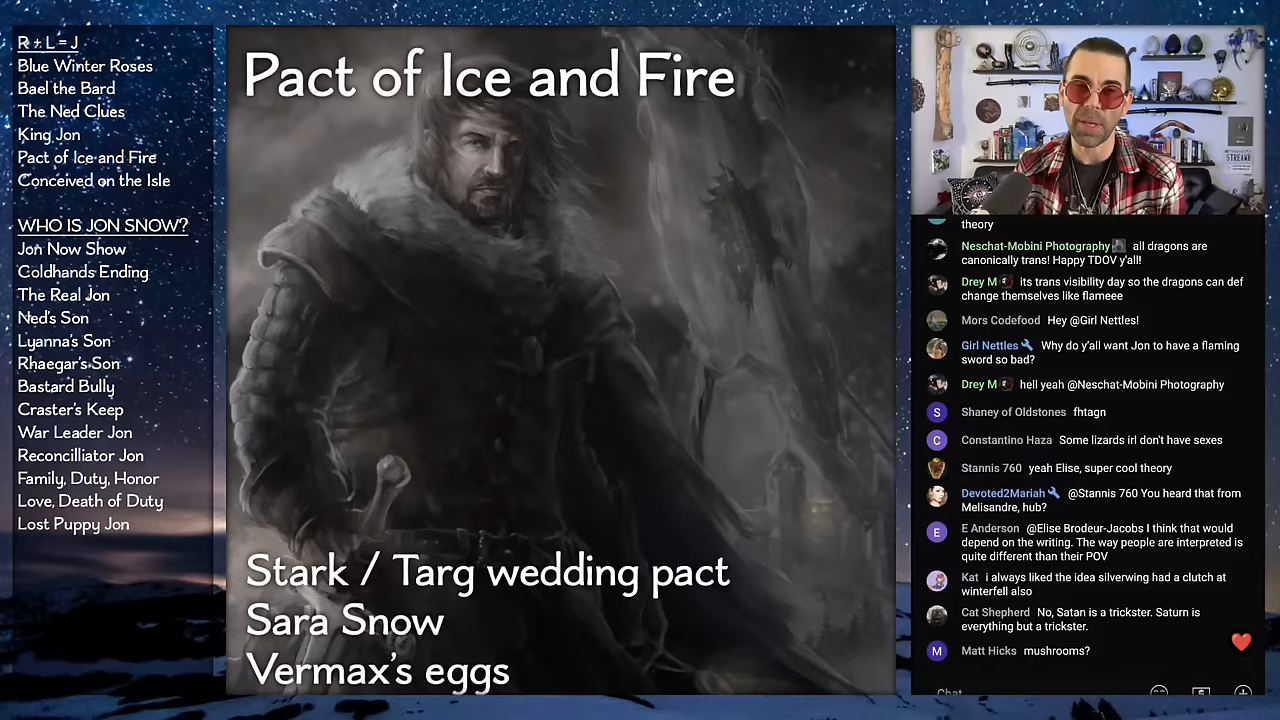 R + L = J
Blue Winter Roses
Bael the Bard
The Ned Clues
King Jon
Pact of Ice and Fire
Conceived on the Isle
WHO IS JON SNOW?
Jon Now Show
Coldhands Ending
The Real Jon
Ned's Son
Lyanna's Son
Rhaegar's Son
Bastard Bully
Craster's Keep
War Leader Jon
Reconcilliator Jon
Family, Duty, Honor
Love, Death of Duty
Lost Puppy Jon
Pact of Ice and Fire
Stark / Targ wedding pact
Sara Snow
Vermax's eggs
theory
Neschat-Mobini Photography all dragons are
canonically trans! Happy TDOV y'all!
Drey M its trans visibility day so the dragons can def
change themselves like flameee
Mors Codefood Hey @Girl Nettles!
Girl Nettles Why do y'all want Jon to have a flaming
sword so bad?
Drey M hell yeah @Neschat-Mobini Photography
S Shaney of Oldstones fhtagn
C Constantino Haza Some lizards irl don't have sexes
Stannis 760 yeah Elise, super cool theory
Devoted2Mariah @Stannis 760 You heard that from
Melisandre, hub?
E E Anderson @Elise Brodeur-Jacobs I think that would
depend on the writing. The way people are interpreted is
quite different than their POV
Kat i always liked the idea silverwing had a clutch at
winterfell also
Cat Shepherd No, Satan is a trickster. Saturn is
everything but a trickster.
M Matt Hicks mushrooms?
Chat